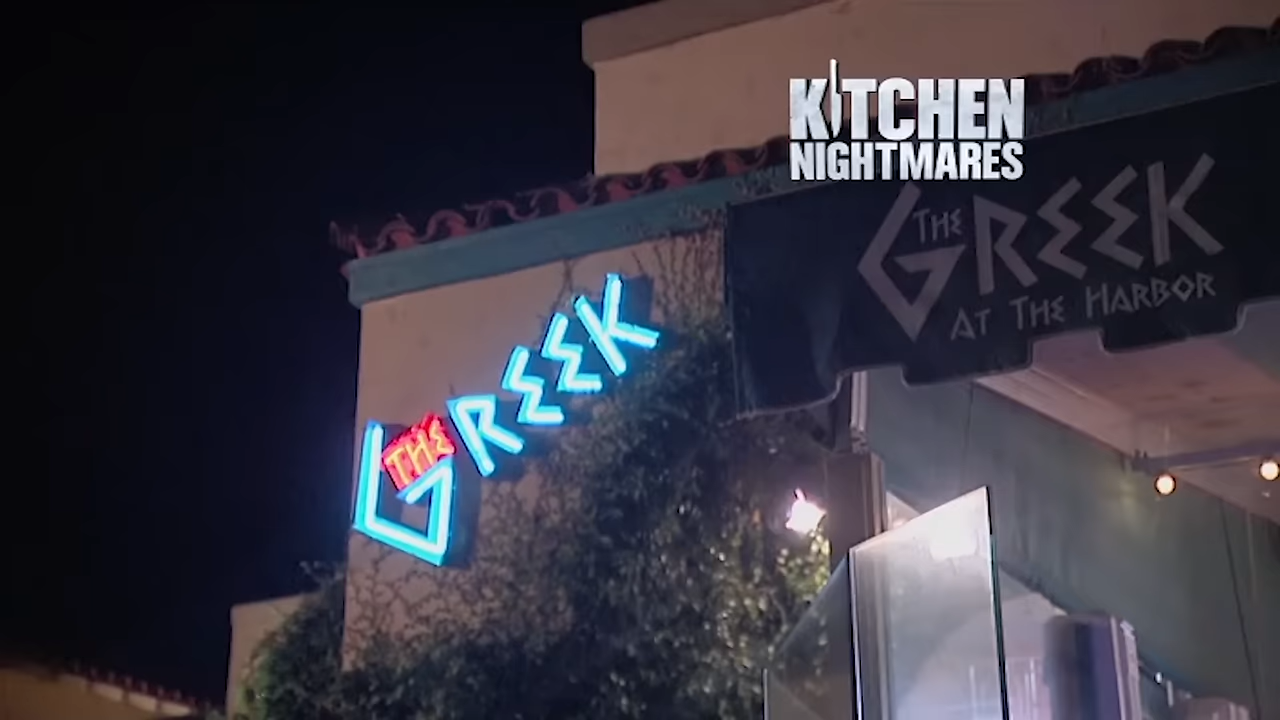 KITCHEN
NIGHTMARES
THE
GREEK
AT THE HARBOR
THE
GREEK